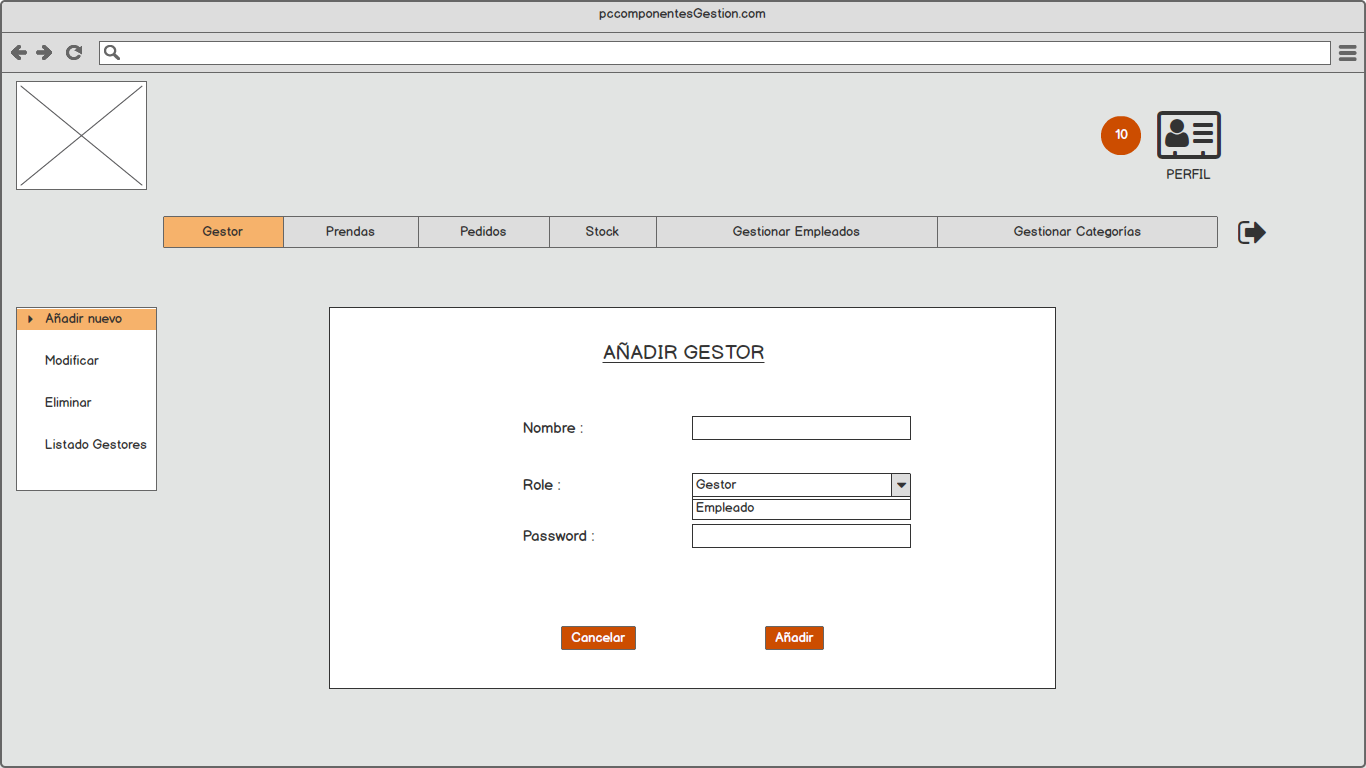 pccomponentesGestion.com
10
PERFIL
Gestor Prendas Pedidos Stock Gestionar Empleados Gestionar Categorías
Añadir nuevo
Modificar
Eliminar
Listado Gestores
AÑADIR GESTOR
Nombre :
Role : Gestor
Empleado
Password :
Cancelar Añadir